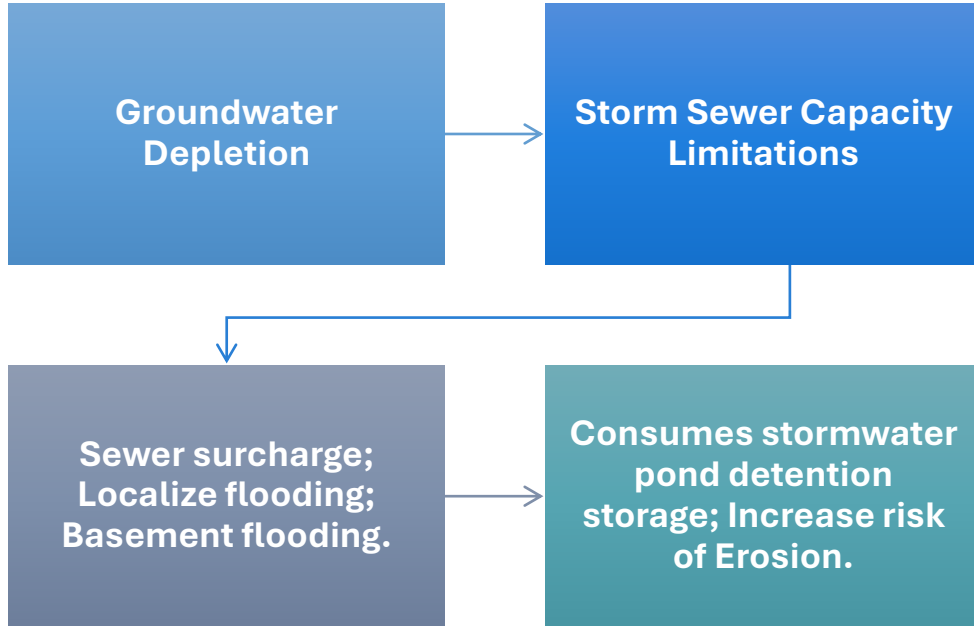 Groundwater
Depletion
Storm Sewer Capacity
Limitations
Sewer surcharge;
Localize flooding;
Basement flooding.
Consumes stormwater
pond detention
storage; Increase risk
of Erosion.